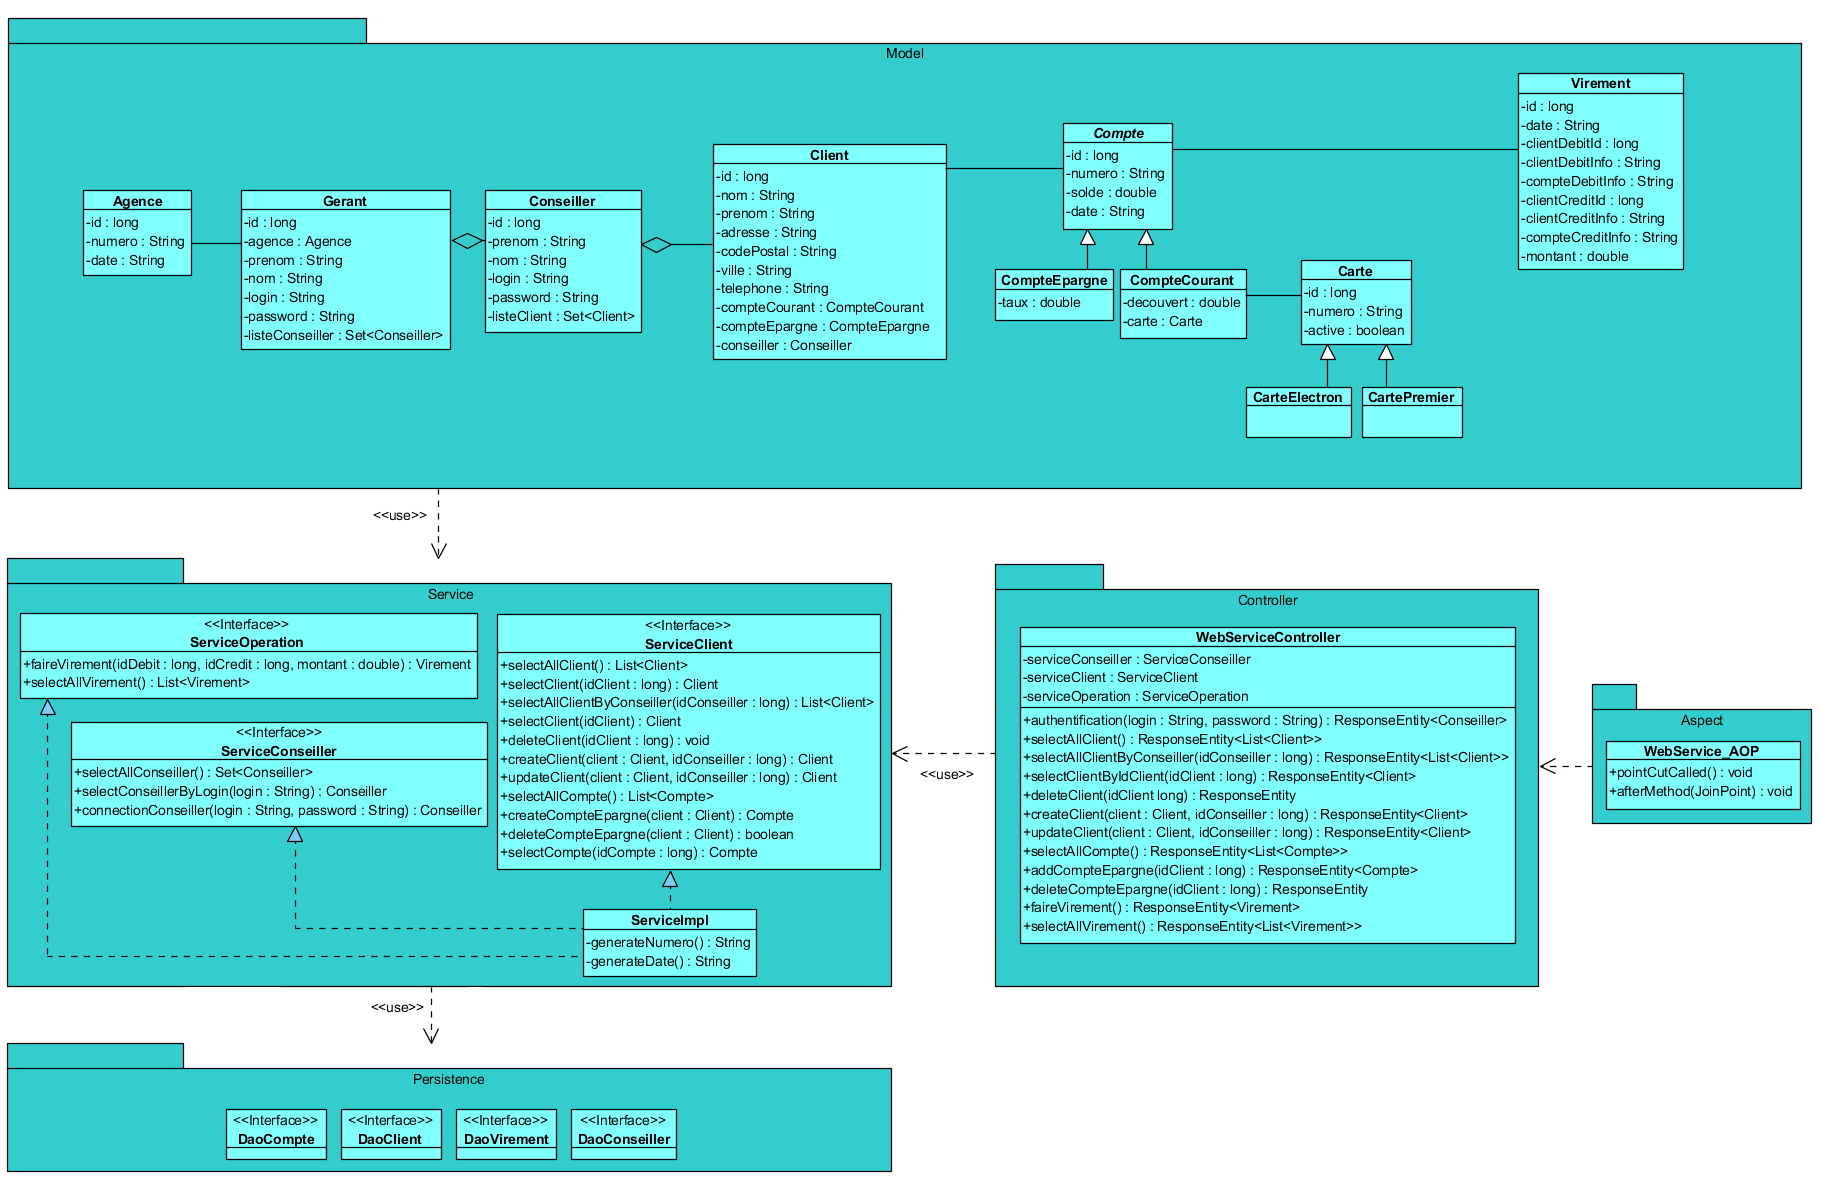 Model
Agence
-id : long
-numero : String
-date : String
Gerant
-id : long
-agence : Agence
-prenom : String
-nom : String
-login : String
-password : String
-listeConseiller : Set<Conseiller>
Conseiller
-id : long
-prenom : String
-nom : String
-login : String
-password : String
-listeClient : Set<Client>
Client
-id : long
-nom : String
-prenom : String
-adresse : String
-codePostal : String
-ville : String
-telephone : String
-compteCourant : CompteCourant
-compteEpargne : CompteEpargne
-conseiller : Conseiller
Compte
-id : long
-numero : String
-solde : double
-date : String
CompteEpargne
-taux : double
CompteCourant
-decouvert : double
-carte : Carte
Carte
-id : long
-numero : String
-active : boolean
CarteElectron
CartePremier
Virement
-id : long
-date : String
-clientDebitId : long
-clientDebitInfo : String
-compteDebitInfo : String
-clientCreditId : long
-clientCreditInfo : String
-compteCreditInfo : String
-montant : double
<<use>>
Service
<<Interface>>
ServiceOperation
+faireVirement(idDebit : long, idCredit : long, montant : double) : Virement
+selectAllVirement() : List<Virement>
<<Interface>>
ServiceConseiller
+selectAllConseiller() : Set<Conseiller>
+selectConseillerByLogin(login : String) : Conseiller
+connectionConseiller(login : String, password : String) : Conseiller
<<Interface>>
ServiceClient
+selectAllClient() : List<Client>
+selectClient(idClient : long) : Client
+selectAllClientByConseiller(idConseiller : long) : List<Client>
+selectClient(idClient) : Client
+deleteClient(idClient : long) : void
+createClient(client : Client, idConseiller : long) : Client
+updateClient(client : Client, idConseiller : long) : Client
+selectAllCompte() : List<Compte>
+createCompteEpargne(client : Client) : Compte
+deleteCompteEpargne(client : Client) : boolean
+selectCompte(idCompte : long) : Compte
ServiceImpl
-generateNumero() : String
-generateDate() : String
<<use>>
Controller
WebServiceController
-serviceConseiller : ServiceConseiller
-serviceClient : ServiceClient
-serviceOperation : ServiceOperation
+authentification(login : String, password : String) : ResponseEntity<Conseiller>
+selectAllClient() : ResponseEntity<List<Client>>
+selectAllClientByConseiller(idConseiller : long) : ResponseEntity<List<Client>>
+selectClientByIdClient(idClient : long) : ResponseEntity<Client>
+deleteClient(idClient long) : ResponseEntity
+createClient(client : Client, idConseiller : long) : ResponseEntity<Client>
+updateClient(client : Client, idConseiller : long) : ResponseEntity<Client>
+selectAllCompte() : ResponseEntity<List<Compte>>
+addCompteEpargne(idClient : long) : ResponseEntity<Compte>
+deleteCompteEpargne(idClient : long) : ResponseEntity
+faireVirement() : ResponseEntity<Virement>
+selectAllVirement() : ResponseEntity<List<Virement>>
Aspect
WebService_AOP
+pointCutCalled() : void
+afterMethod(JoinPoint) : void
<<use>>
Persistence
<<Interface>>
DaoCompte
<<Interface>>
DaoClient
<<Interface>>
DaoVirement
<<Interface>>
DaoConseiller